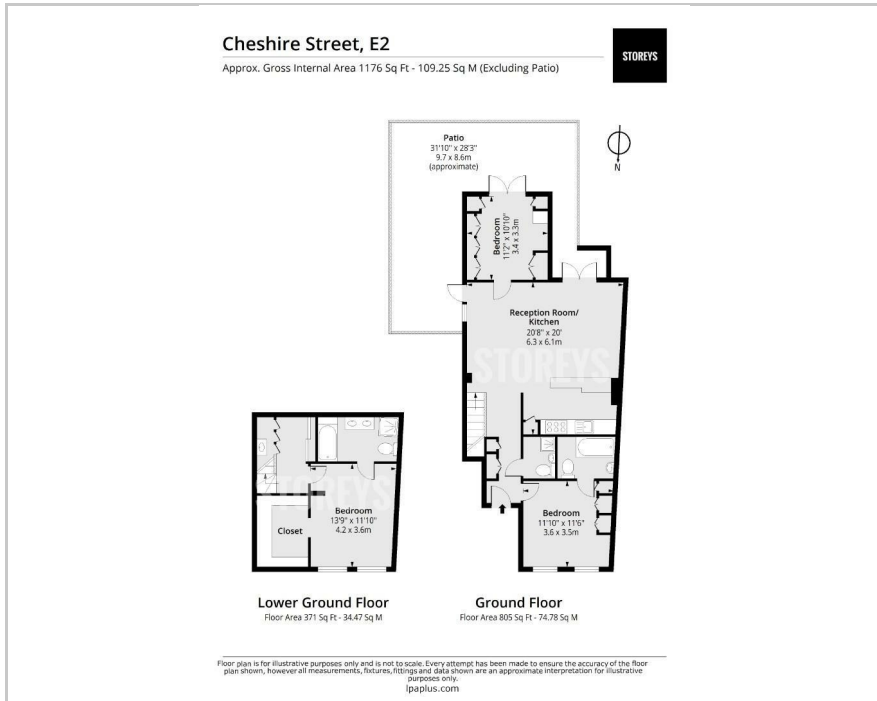 Cheshire Street, E2
Approx. Gross Internal Area 1176 Sq Ft - 109.25 Sq M (Excluding Patio)
STOREYS
Patio
31'10" x 28'3"
9.7 x 8.6m
(approximate)
N
Bedroom
11'2" x 10'10"
3.4 x 3.3m
Reception Room/
Kitchen
20'8" x 20'
6.3 x 6.1m
STOREYS
STOREYS
Bedroom
13'9" x 11'10"
4.2 x 3.6m
Closet
Bedroom
11'10" x 11'6"
3.6 x 3.5m
Lower Ground Floor
Floor Area 371 Sq Ft - 34.47 Sq M
Ground Floor
Floor Area 805 Sq Ft - 74.78 Sq M
Floor plan is for illustrative purposes only and is not to scale. Every attempt has been made to ensure the accuracy of the floor
plan shown, however all measurements, fixtures, fittings and data shown are an approximate interpretation for illustrative
purposes only.
lpaplus.com